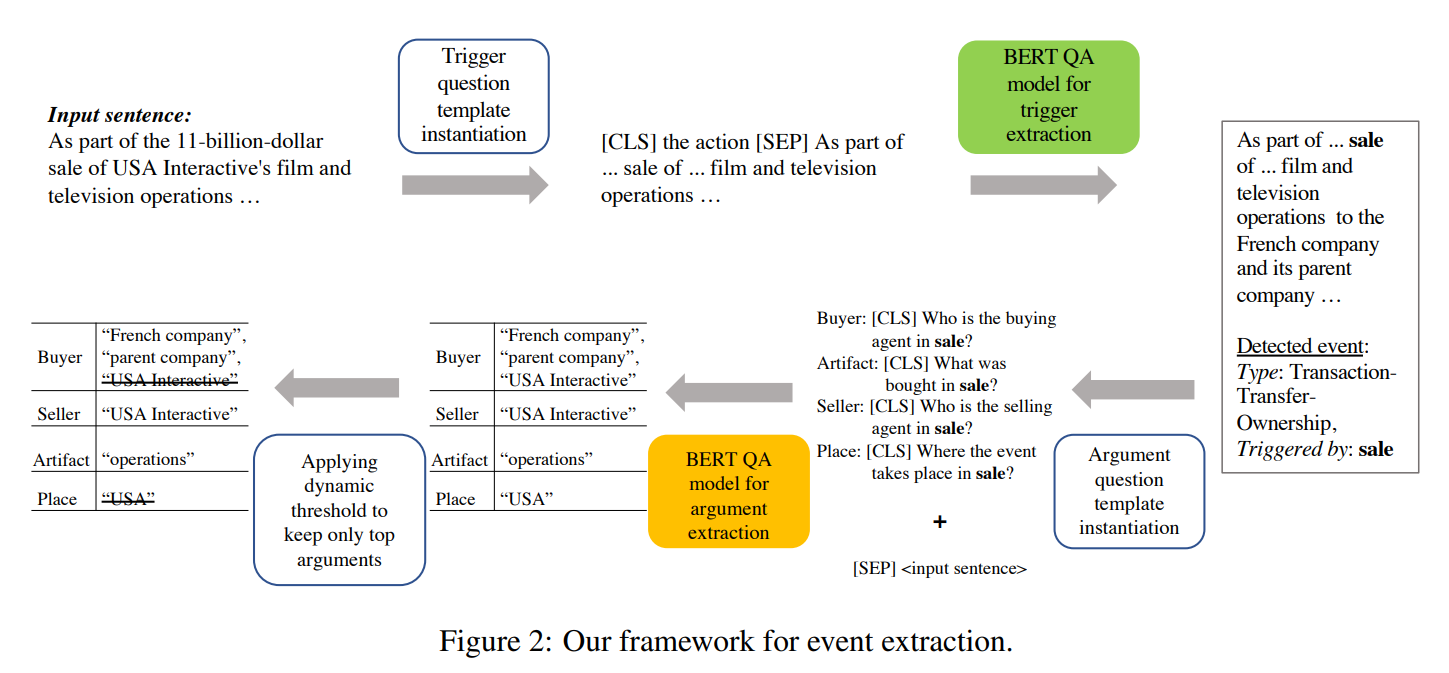 Input sentence:
As part of the 11-billion-dollar
sale of USA Interactive's film and
television operations …
Trigger
question
template
instantiation
[CLS] the action [SEP] As part of
... sale of ... film and television
operations …
BERT QA
model for
trigger
extraction
As part of ... sale
of ... film and
television
operations to the
French company
and its parent
company …
Detected event:
Type: Transaction-
Transfer-
Ownership,
Triggered by: sale
Argument
question
template
instantiation
Buyer: [CLS] Who is the buying
agent in sale?
Artifact: [CLS] What was
bought in sale?
Seller: [CLS] Who is the selling
agent in sale?
Place: [CLS] Where the event
takes place in sale?
+
[SEP] <input sentence>
BERT QA
model for
argument
extraction
Buyer
“French company”,
“parent company”,
“USA Interactive”
Seller “USA Interactive”
Artifact “operations”
Place “USA”
Applying
dynamic
threshold to
keep only top
arguments
Buyer
“French company”,
“parent company”,
“USA Interactive”
Seller “USA Interactive”
Artifact “operations”
Place “USA”
Figure 2: Our framework for event extraction.